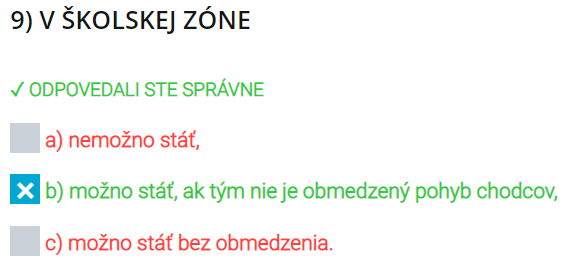 9) V ŠKOLSKEJ ZÓNE
✓ ODPOVEDALI STE SPRÁVNE
a) nemožno stáť,
b) možno stáť, ak tým nie je obmedzený pohyb chodcov,
c) možno stáť bez obmedzenia.